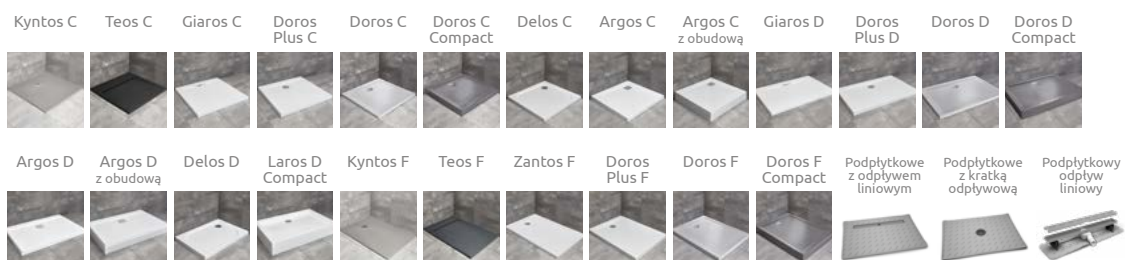 Kyntos C
Teos C
Giaros C
Doros
Plus C
Doros C
Doros C
Compact
Delos C
Argos C
Argos C
z obudową
Giaros D
Doros
Plus D
Doros D
Doros D
Compact
Argos D
Argos D
z obudową
Delos D
Laros D
Compact
Kyntos F
Teos F
Zantos F
Doros
Plus F
Doros F
Doros F
Compact
Podpłytkowe
z odpływem
liniowym
Podpłytkowe
z kratką
odpływową
Podpłytkowy
odpływ
liniowy